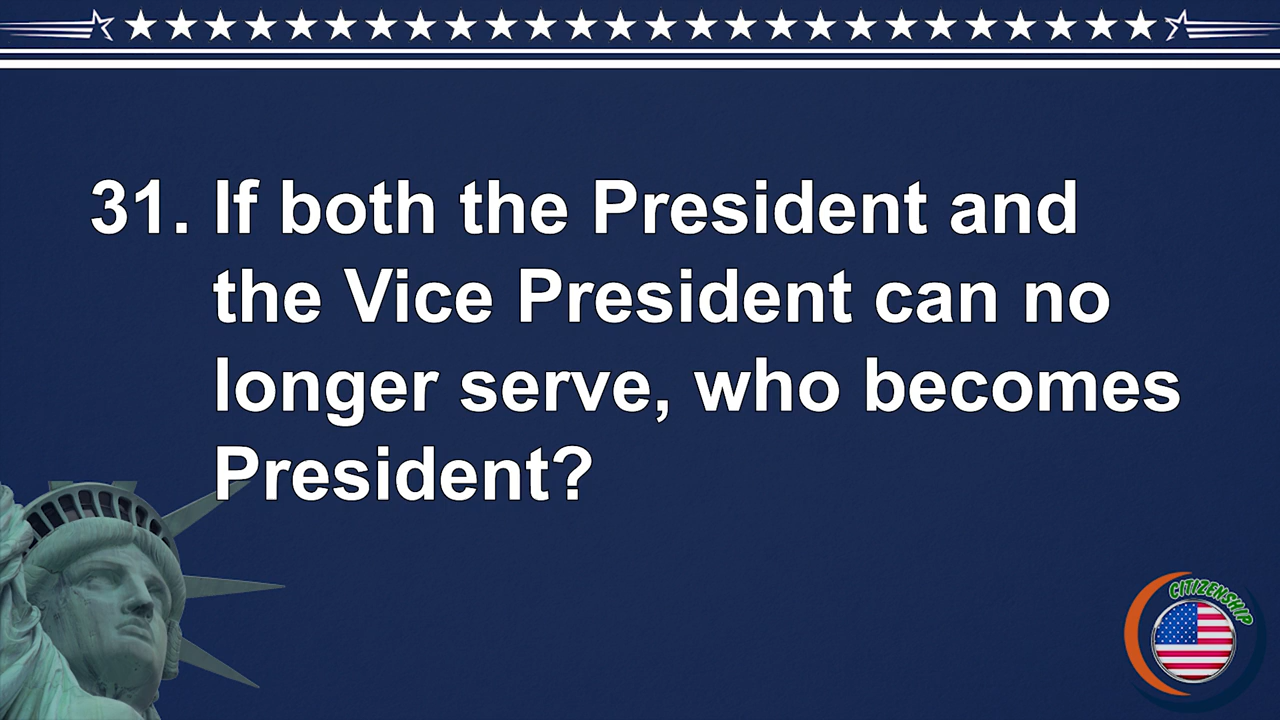 31. If both the President and
the Vice President can no
longer serve, who becomes
President?
CITIZENSHIP